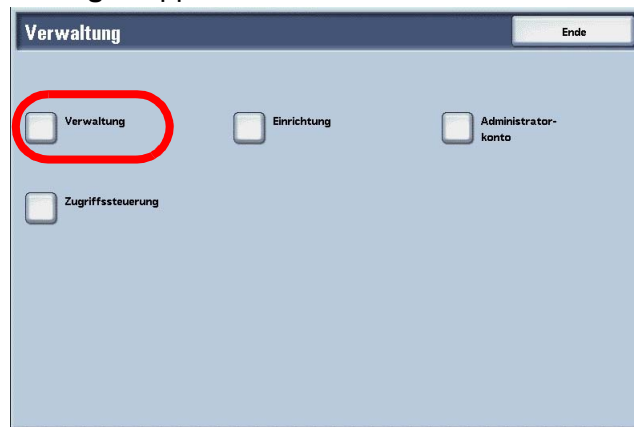 Verwaltung Ende
Verwaltung Einrichtung Administrator-
konto
Zugriffssteuerung